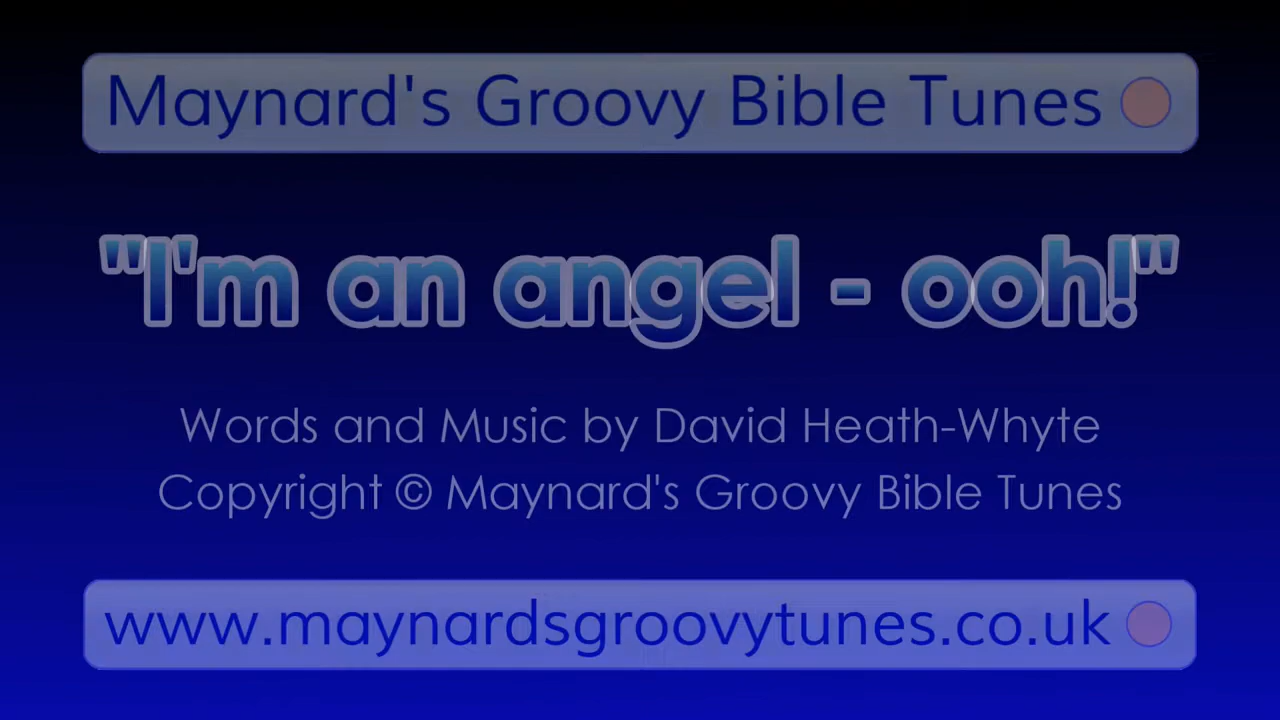 Maynard's Groovy Bible Tunes
"I'm an angel - ooh!"
Words and Music by David Heath-Whyte
Copyright © Maynard's Groovy Bible Tunes
www.maynardsgroovytunes.co.uk